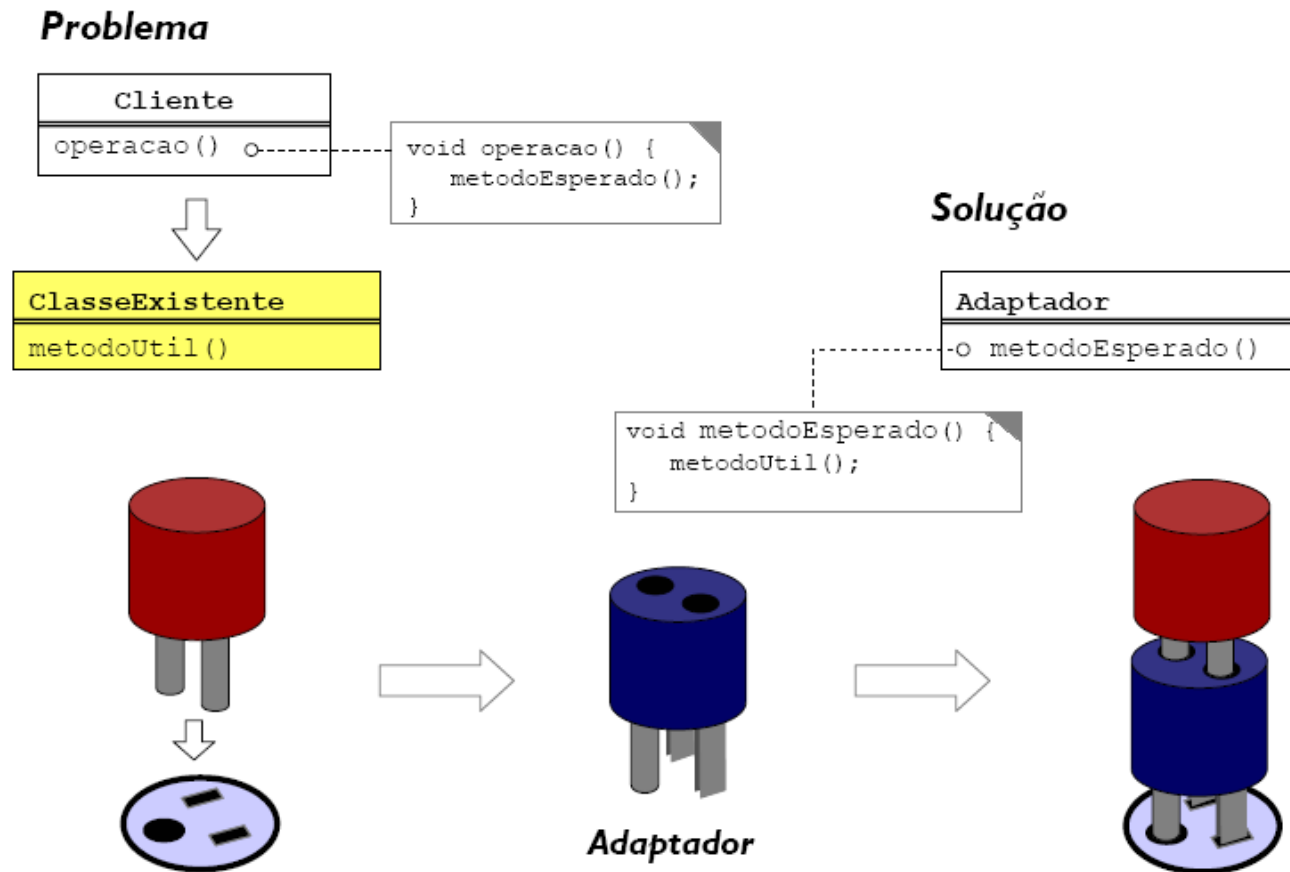 Problema
Cliente
operacao()
void operacao() {
metodoEsperado();
}
ClasseExistente
metodoUtil()
Solução
Adaptador
metodoEsperado()
void metodoEsperado() {
metodoUtil();
}
Adaptador